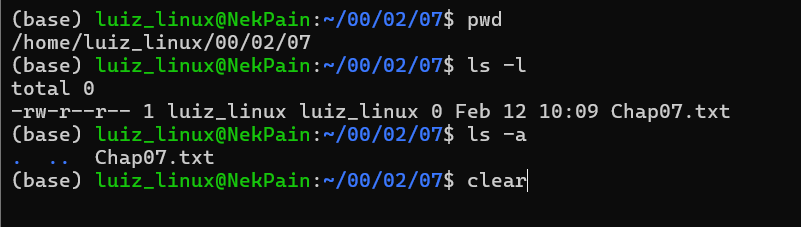 (base) luiz_linux@NekPain:~/00/02/07$ pwd
/home/luiz_linux/00/02/07
(base) luiz_linux@NekPain:~/00/02/07$ ls -l
total 0
-rw-r--r-- 1 luiz_linux luiz_linux 0 Feb 12 10:09 Chap07.txt
(base) luiz_linux@NekPain:~/00/02/07$ ls -a
.  ..  Chap07.txt
(base) luiz_linux@NekPain:~/00/02/07$ clear